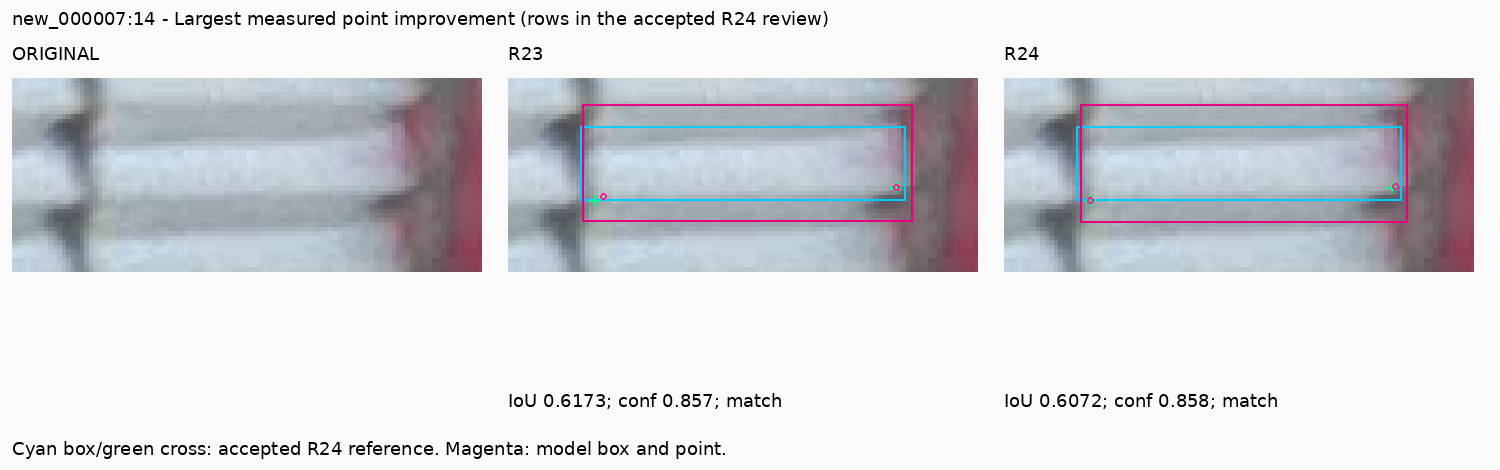 new_000007:14 - Largest measured point improvement (rows in the accepted R24 review)
ORIGINAL
R23
R24
IoU 0.6173; conf 0.857; match
IoU 0.6072; conf 0.858; match
Cyan box/green cross: accepted R24 reference. Magenta: model box and point.